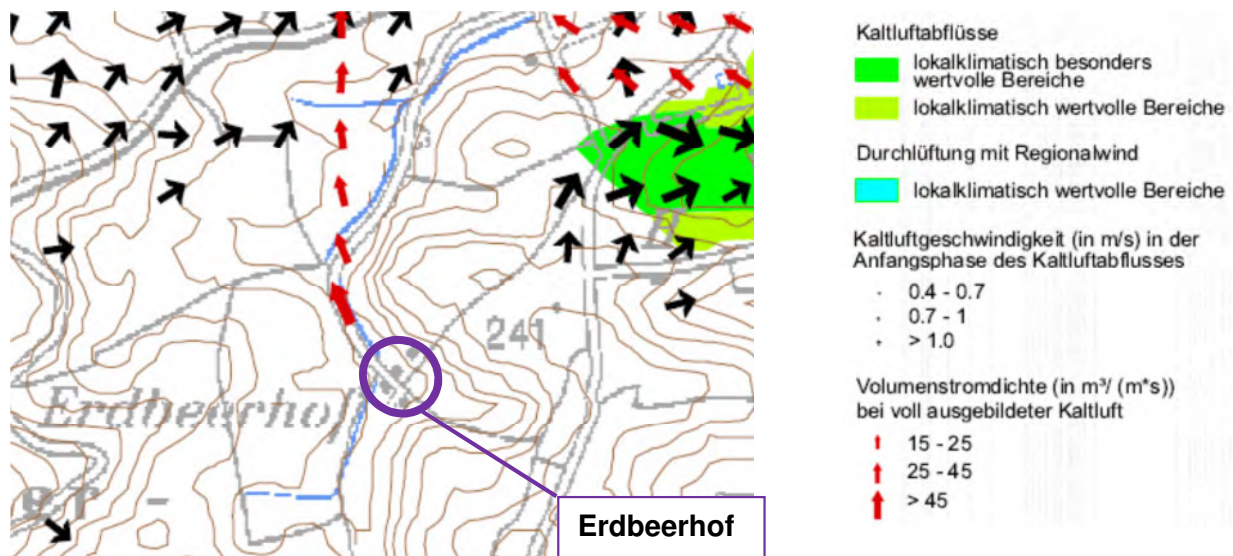 241
Erdbeerhof
Erdbeerhof
Kaltluftabflüsse
lokalklimatisch besonders
wertvolle Bereiche
lokalklimatisch wertvolle Bereiche
Durchlüftung mit Regionalwind
lokalklimatisch wertvolle Bereiche
Kaltluftgeschwindigkeit (in m/s) in der
Anfangsphase des Kaltluftabflusses
0.4 - 0.7
0.7 - 1
> 1.0
Volumenstromdichte (in m³/ (m*s))
bei voll ausgebildeter Kaltluft
15 - 25
25 - 45
> 45